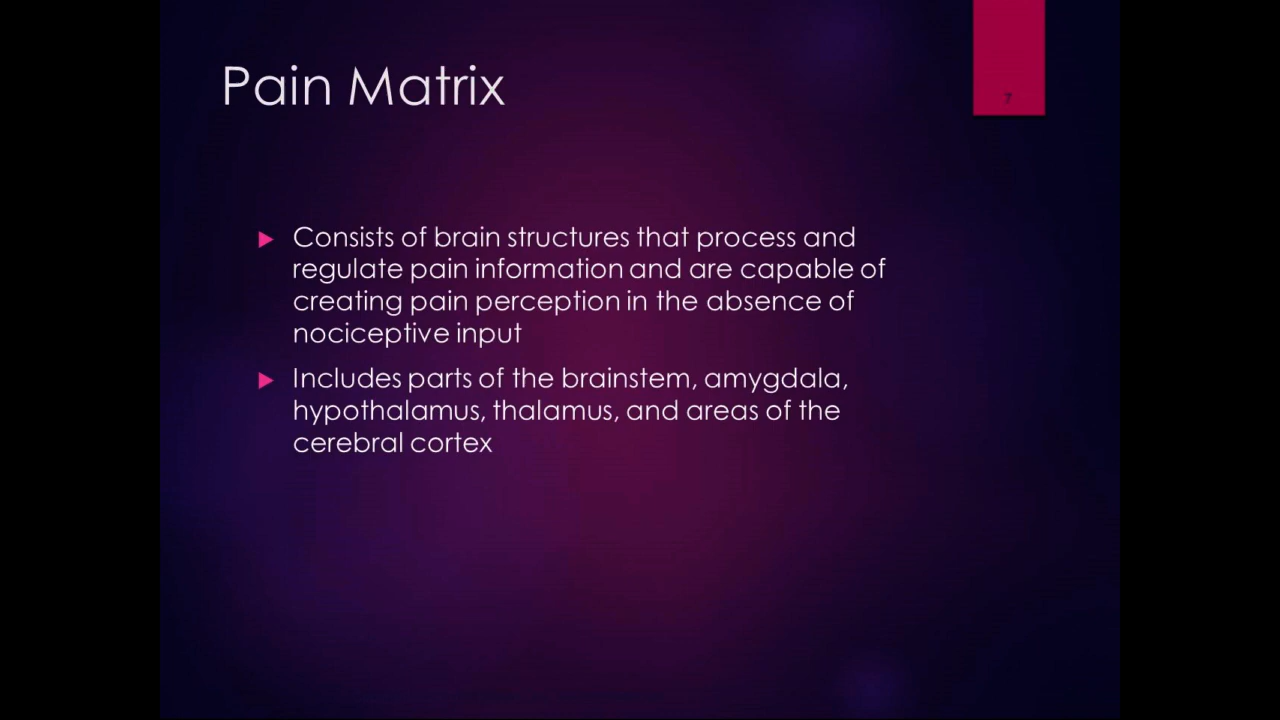 Pain Matrix
7
Consists of brain structures that process and
regulate pain information and are capable of
creating pain perception in the absence of
nociceptive input
Includes parts of the brainstem, amygdala,
hypothalamus, thalamus, and areas of the
cerebral cortex